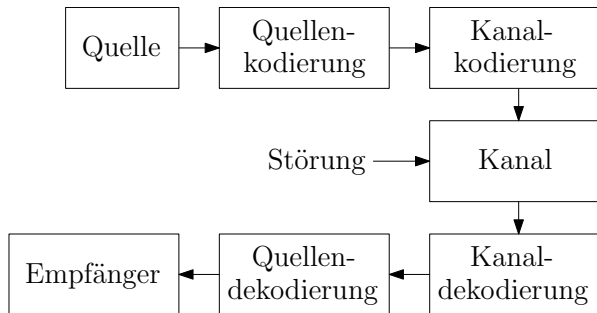 Quelle
Quellen-
kodierung
Kanal-
kodierung
Störung
Kanal
Empfänger
Quellen-
dekodierung
Kanal-
dekodierung